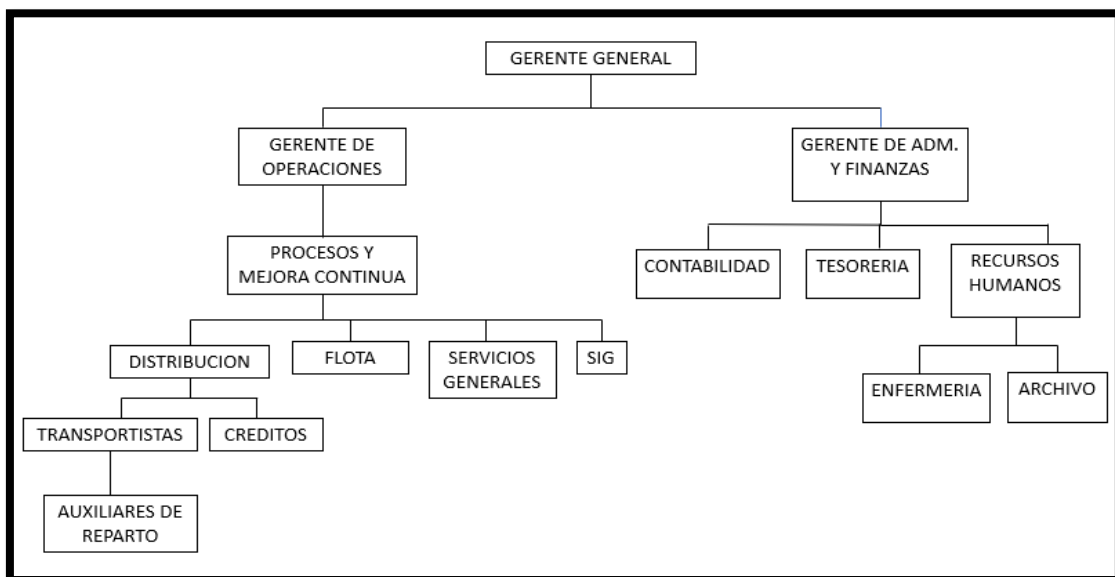 GERENTE GENERAL
GERENTE DE
OPERACIONES
GERENTE DE ADM.
Y FINANZAS
PROCESOS Y
MEJORA CONTINUA
CONTABILIDAD
TESORERIA
RECURSOS
HUMANOS
DISTRIBUCION
FLOTA
SERVICIOS
GENERALES
SIG
ENFERMERIA
ARCHIVO
TRANSPORTISTAS
CREDITOS
AUXILIARES DE
REPARTO